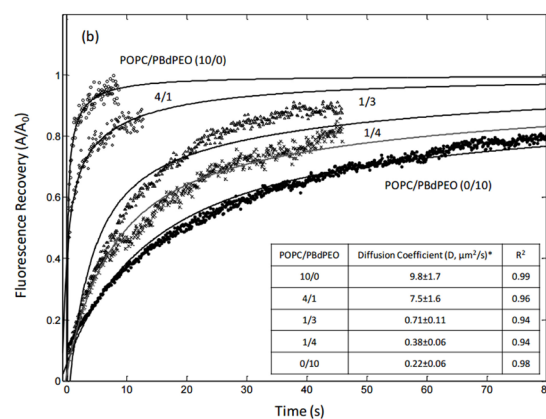 (b)
POPC/PBdPEO (10/0)
4/1
1/3
1/4
POPC/PBdPEO (0/10)
Fluorescence Recovery (A/A₀)
1
0.8
0.6
0.4
0.2
0
0 10 20 30 40 50 60 70 80
Time (s)
POPC/PBdPEO Diffusion Coefficient (D, µm²/s)* R²
10/0 9.8±1.7 0.99
4/1 7.5±1.6 0.96
1/3 0.71±0.11 0.94
1/4 0.38±0.06 0.94
0/10 0.22±0.06 0.98